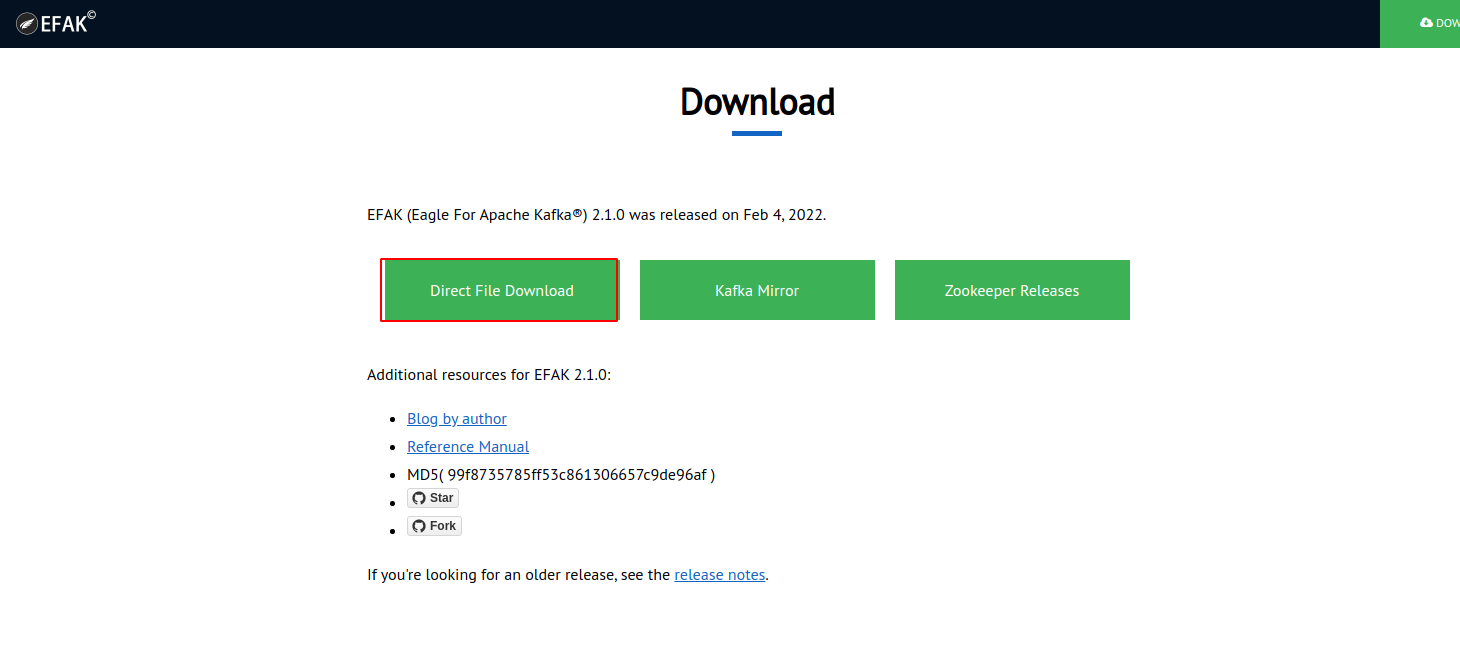 EFAK©
DOW
Download
EFAK (Eagle For Apache Kafka®) 2.1.0 was released on Feb 4, 2022.
Direct File Download
Kafka Mirror
Zookeeper Releases
Additional resources for EFAK 2.1.0:
Blog by author
Reference Manual
MD5( 99f8735785ff53c861306657c9de96af )
Star
Fork
If you're looking for an older release, see the release notes.